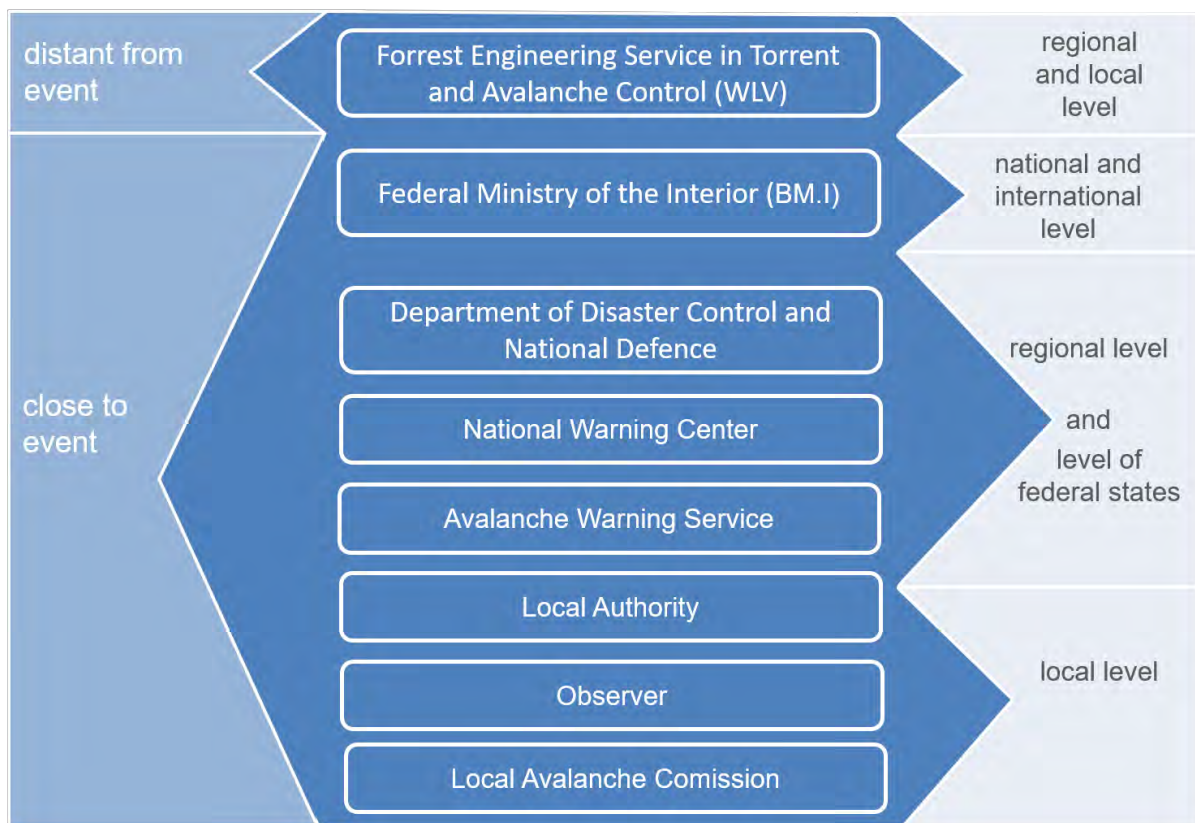 distant from
event
Forrest Engineering Service in Torrent
and Avalanche Control (WLV)
regional
and local
level
Federal Ministry of the Interior (BM.I)
national and
international
level
close to
event
Department of Disaster Control and
National Defence
National Warning Center
Avalanche Warning Service
regional level
and
level of
federal states
Local Authority
Observer
Local Avalanche Comission
local level